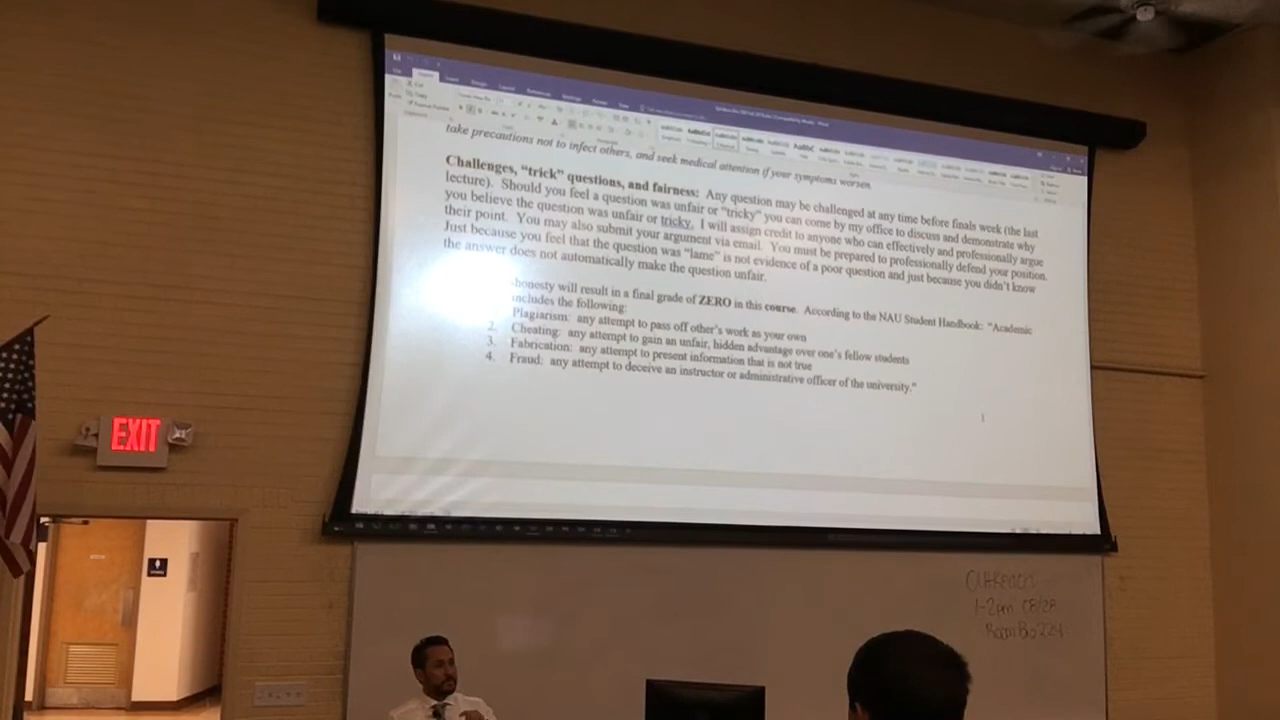 take precautions not to infect others, and seek medical attention if your symptoms worsen.
Challenges, “trick” questions, and fairness: Any question may be challenged at any time before finals week (the last
lecture). Should you feel a question was unfair or “tricky” you can come by my office to discuss and demonstrate why
you believe the question was unfair or tricky. I will assign credit to anyone who can effectively and professionally argue
their point. You may also submit your argument via email. You must be prepared to professionally defend your position.
Just because you feel that the question was “lame” is not evidence of a poor question and just because you didn’t know
the answer does not automatically make the question unfair.
-honesty will result in a final grade of ZERO in this course. According to the NAU Student Handbook: “Academic
includes the following:
Plagiarism: any attempt to pass off other’s work as your own
2. Cheating: any attempt to gain an unfair, hidden advantage over one’s fellow students
3. Fabrication: any attempt to present information that is not true
4. Fraud: any attempt to deceive an instructor or administrative officer of the university.”
1
EXIT
1-2pm 08/28